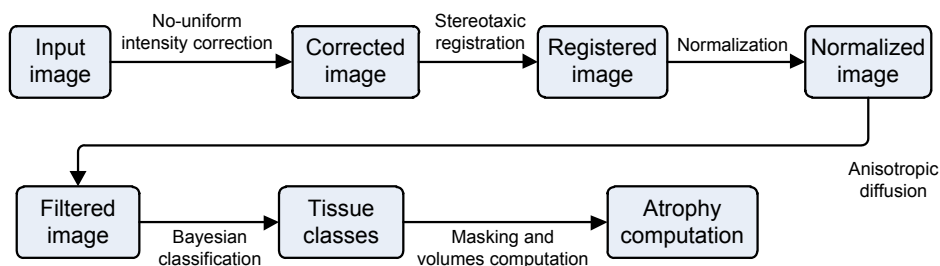 No-uniform
intensity correction
Stereotaxic
registration
Normalization
Input
image
Corrected
image
Registered
image
Normalized
image
Anisotropic
diffusion
Filtered
image
Tissue
classes
Atrophy
computation
Bayesian
classification
Masking and
volumes computation